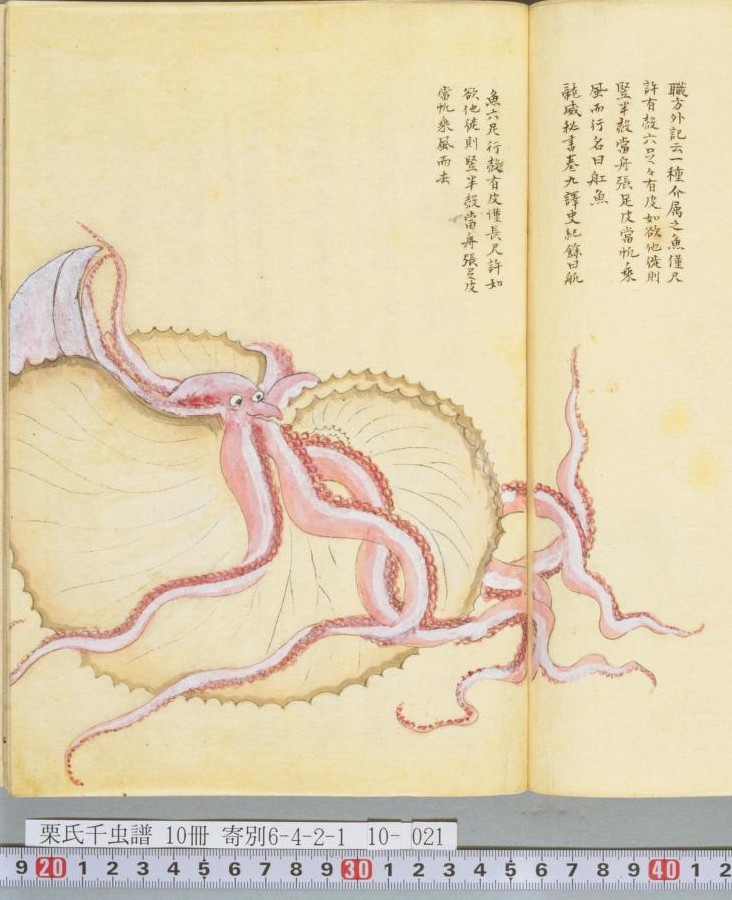 職方外記云一種介属之魚僅尺
許有殻六足々有皮如欲他徙則
竪半殻當舟張足皮當帆乘
風而行名曰舡魚
龍威秘書巻九譯史紀餘曰航
魚六足行殻有皮僅長尺許如
欲他徙則竪半殻當舟張足皮
當帆乘風而去
栗氏千虫譜 10冊 寄別6-4-2-1 10- 021
9 20 1 2 3 4 5 6 7 8 9 30 1 2 3 4 5 6 7 8 9 40 1 2